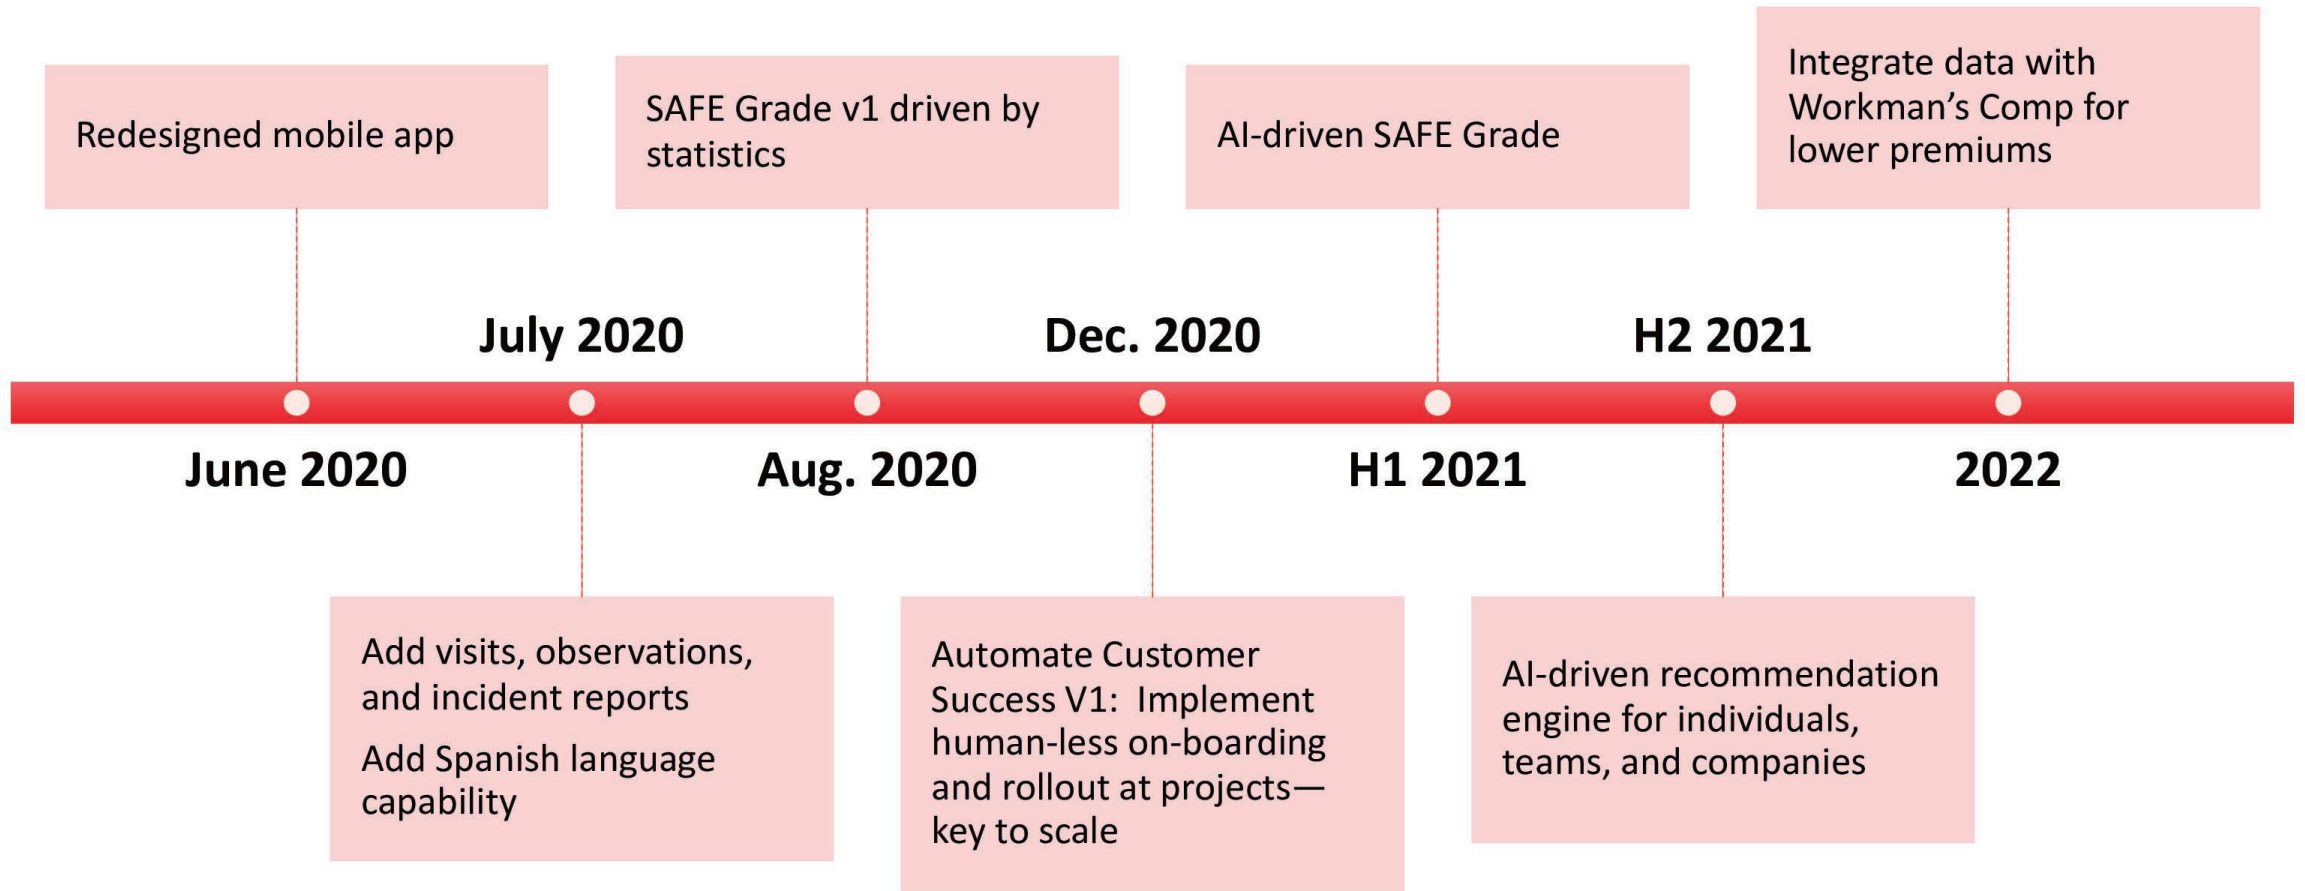 Redesigned mobile app
SAFE Grade v1 driven by
statistics
AI-driven SAFE Grade
Integrate data with
Workman’s Comp for
lower premiums
July 2020
Dec. 2020
H2 2021
June 2020
Aug. 2020
H1 2021
2022
Add visits, observations,
and incident reports
Add Spanish language
capability
Automate Customer
Success V1:  Implement
human-less on-boarding
and rollout at projects—
key to scale
AI-driven recommendation
engine for individuals,
teams, and companies